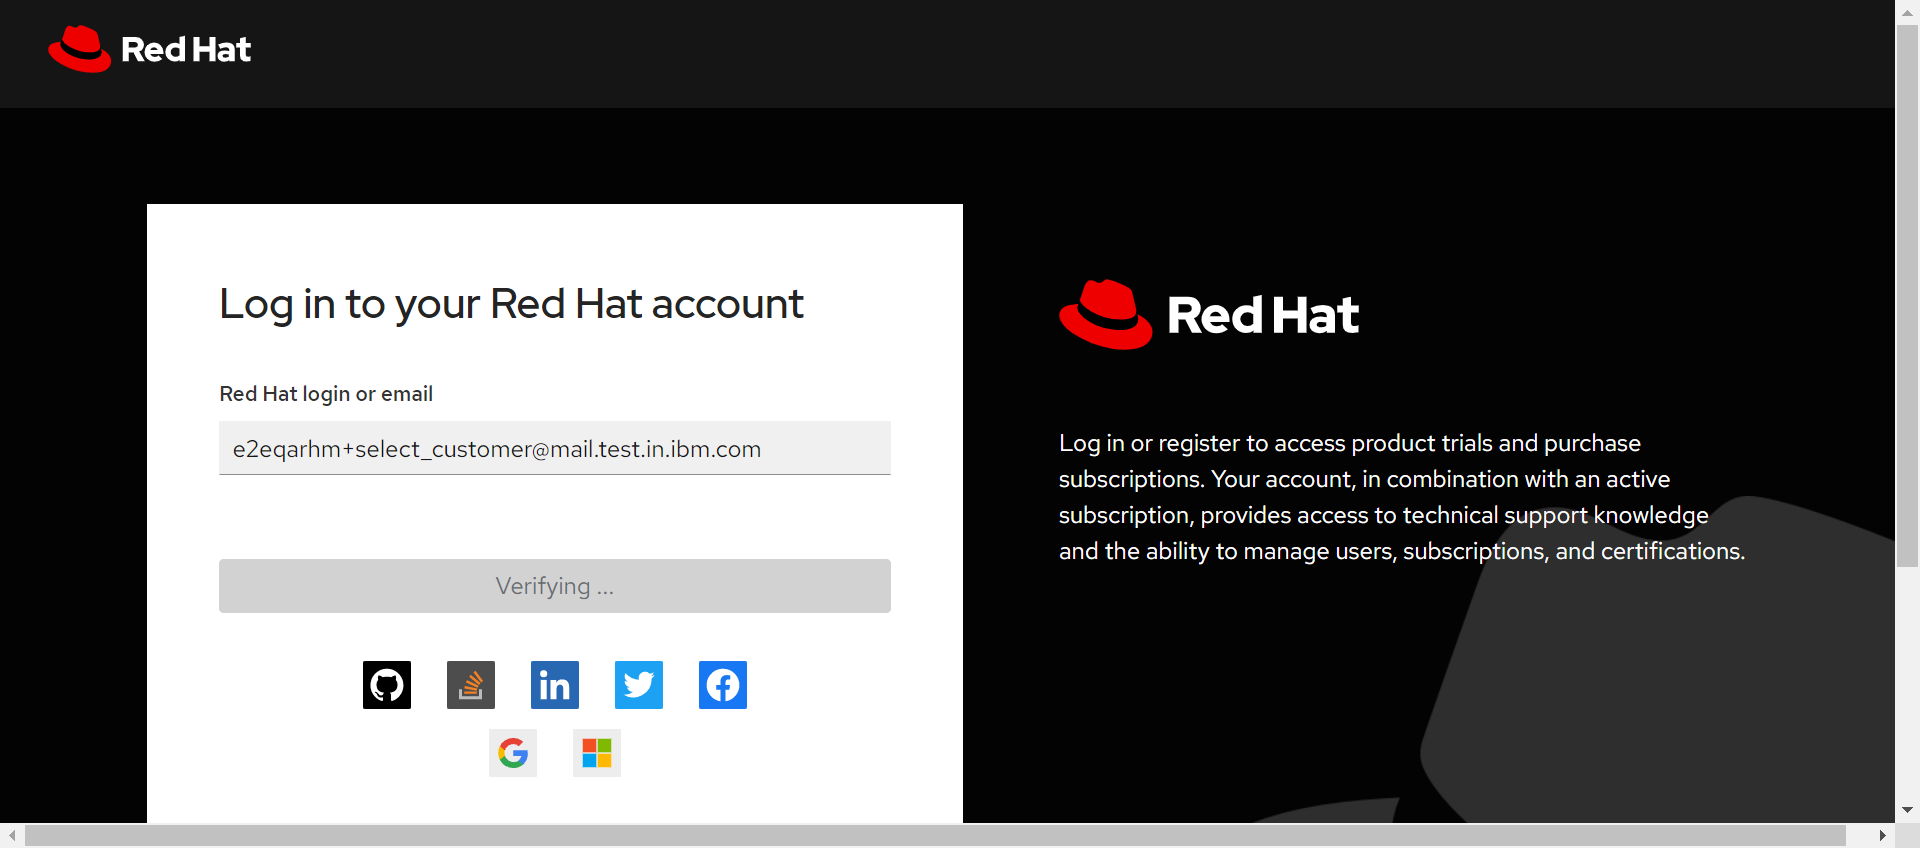 Red Hat
Log in to your Red Hat account
Red Hat login or email
e2eqarhm+select_customer@mail.test.in.ibm.com
Verifying ...
in
Red Hat
Log in or register to access product trials and purchase
subscriptions. Your account, in combination with an active
subscription, provides access to technical support knowledge
and the ability to manage users, subscriptions, and certifications.